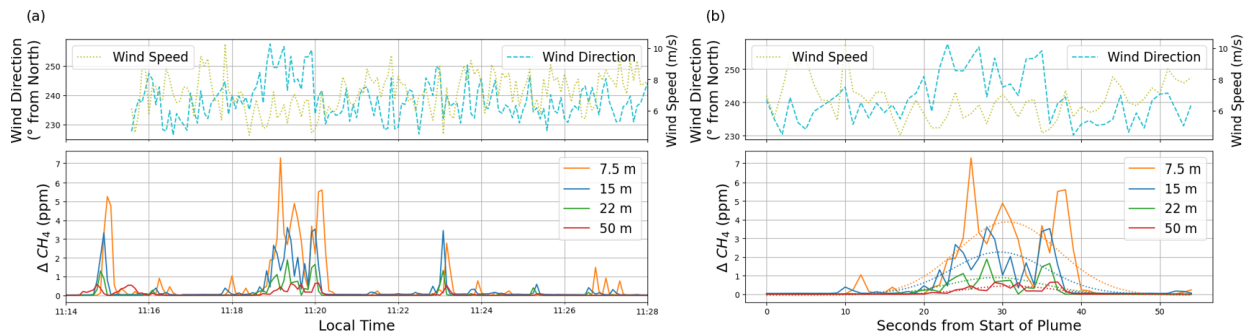 (a)
Wind Direction
(° from North)
250
240
230
Wind Speed
Wind Direction
10
8
6
Wind Speed (m/s)
Δ CH₄ (ppm)
7
6
5
4
3
2
1
0
7.5 m
15 m
22 m
50 m
11:14
11:16
11:18
11:20
11:22
11:24
11:26
11:28
Local Time
(b)
Wind Direction
(° from North)
250
240
230
Wind Speed
Wind Direction
10
8
6
Wind Speed (m/s)
Δ CH₄ (ppm)
7
6
5
4
3
2
1
0
7.5 m
15 m
22 m
50 m
0
10
20
30
40
50
Seconds from Start of Plume